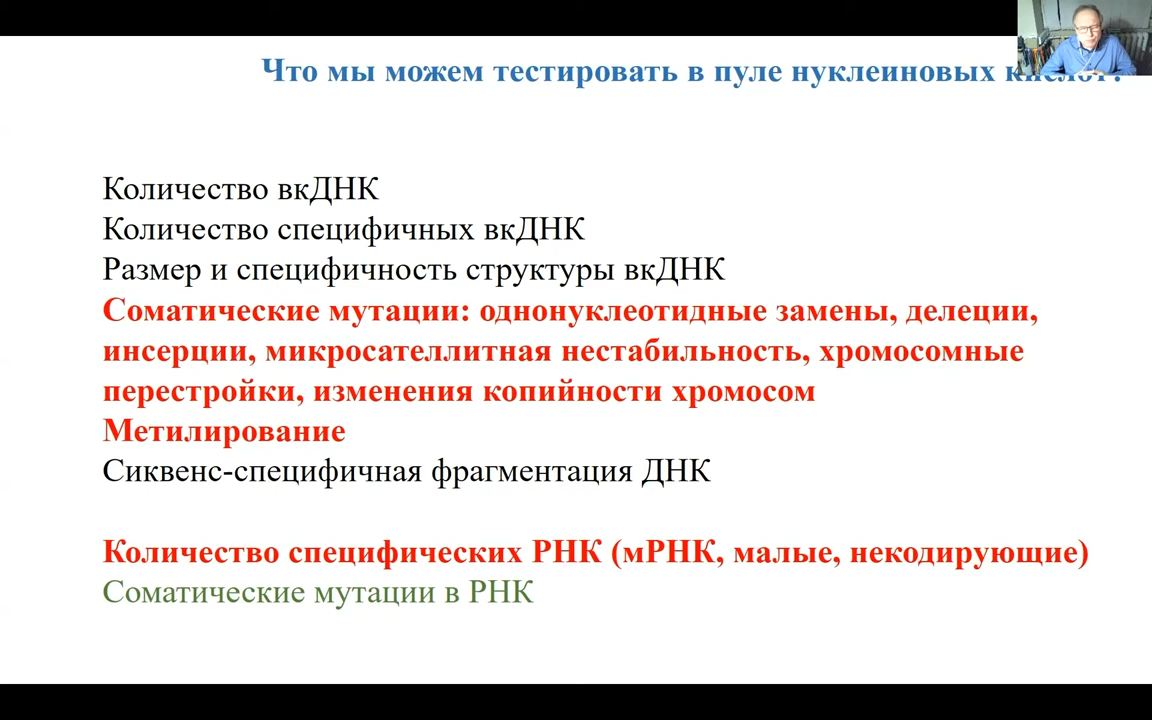 Что мы можем тестировать в пуле нуклеиновых кислот?
Количество вкДНК
Количество специфичных вкДНК
Размер и специфичность структуры вкДНК
Соматические мутации: однонуклеотидные замены, делеции,
инсерции, микросателлитная нестабильность, хромосомные
перестройки, изменения копийности хромосом
Метилирование
Сиквенс-специфичная фрагментация ДНК
Количество специфических РНК (мРНК, малые, некодирующие)
Соматические мутации в РНК